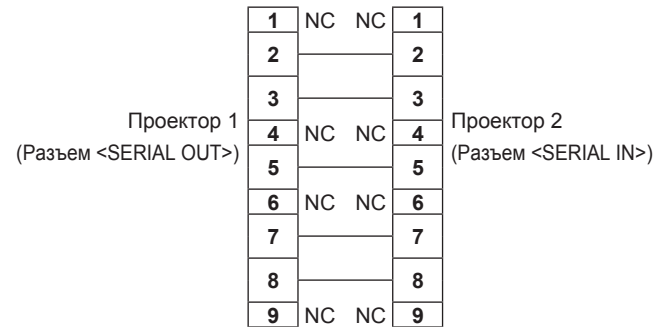 1 NC NC 1
2 2
3 3
Проектор 1
(Разъем <SERIAL OUT>)
4 NC NC 4
Проектор 2
(Разъем <SERIAL IN>)
5 5
6 NC NC 6
7 7
8 8
9 NC NC 9